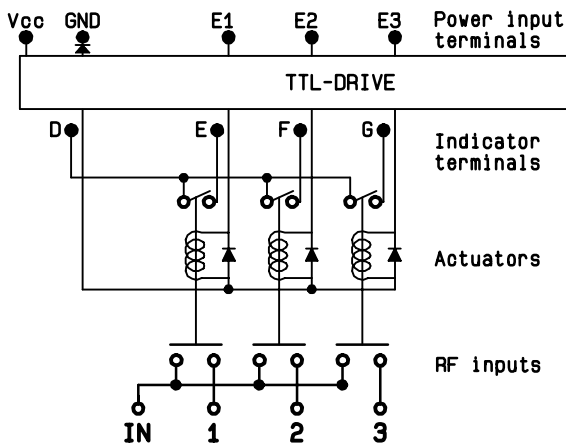 Vcc GND E1 E2 E3 Power input
terminals
TTL-DRIVE
D E F G Indicator
terminals
Actuators
RF inputs
IN 1 2 3